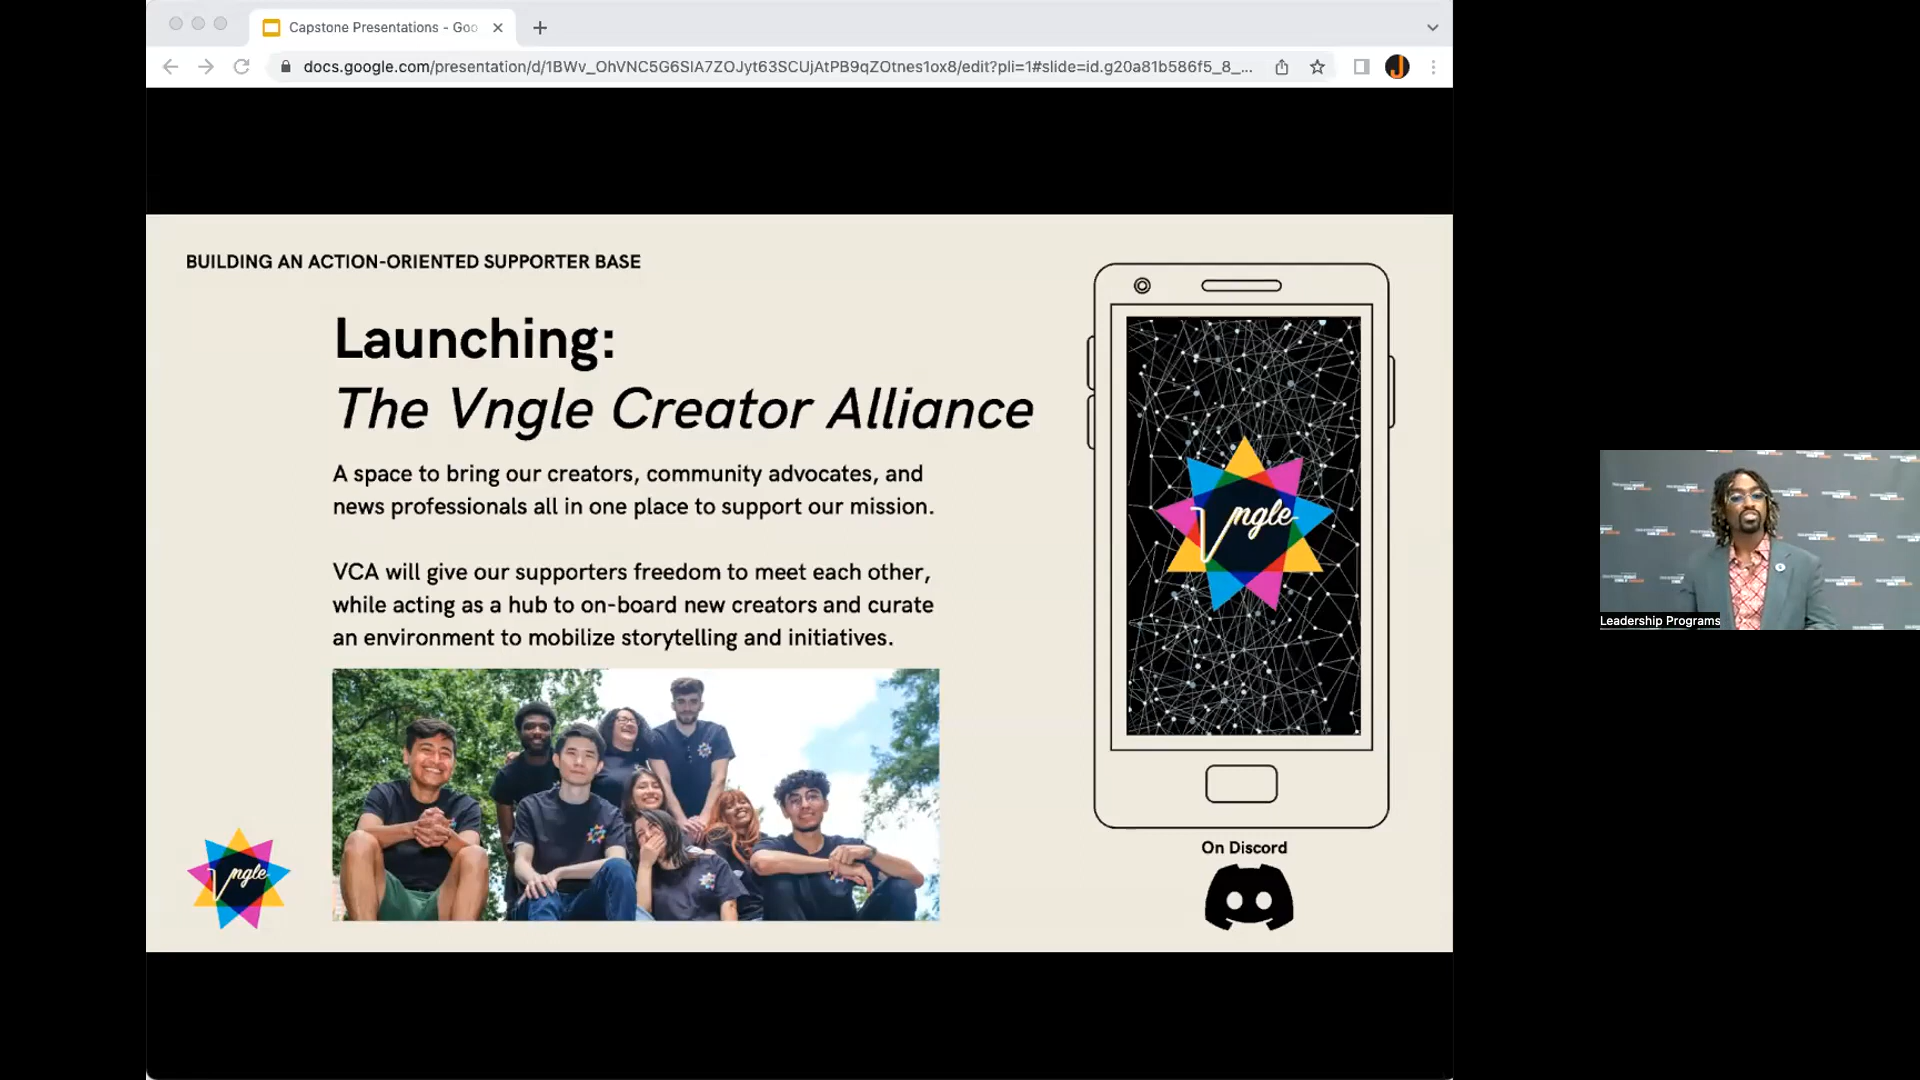 Capstone Presentations - Goo
docs.google.com/presentation/d/1BWv_OhVNC5G6SlA7ZOJyt63SCUjAtPB9qZOtnes1ox8/edit?pli=1#slide=id.g20a81b586f5_8_...
BUILDING AN ACTION-ORIENTED SUPPORTER BASE
Launching:
The Vngle Creator Alliance
A space to bring our creators, community advocates, and
news professionals all in one place to support our mission.
VCA will give our supporters freedom to meet each other,
while acting as a hub to on-board new creators and curate
an environment to mobilize storytelling and initiatives.
Vngle
Vngle
On Discord
Leadership Programs